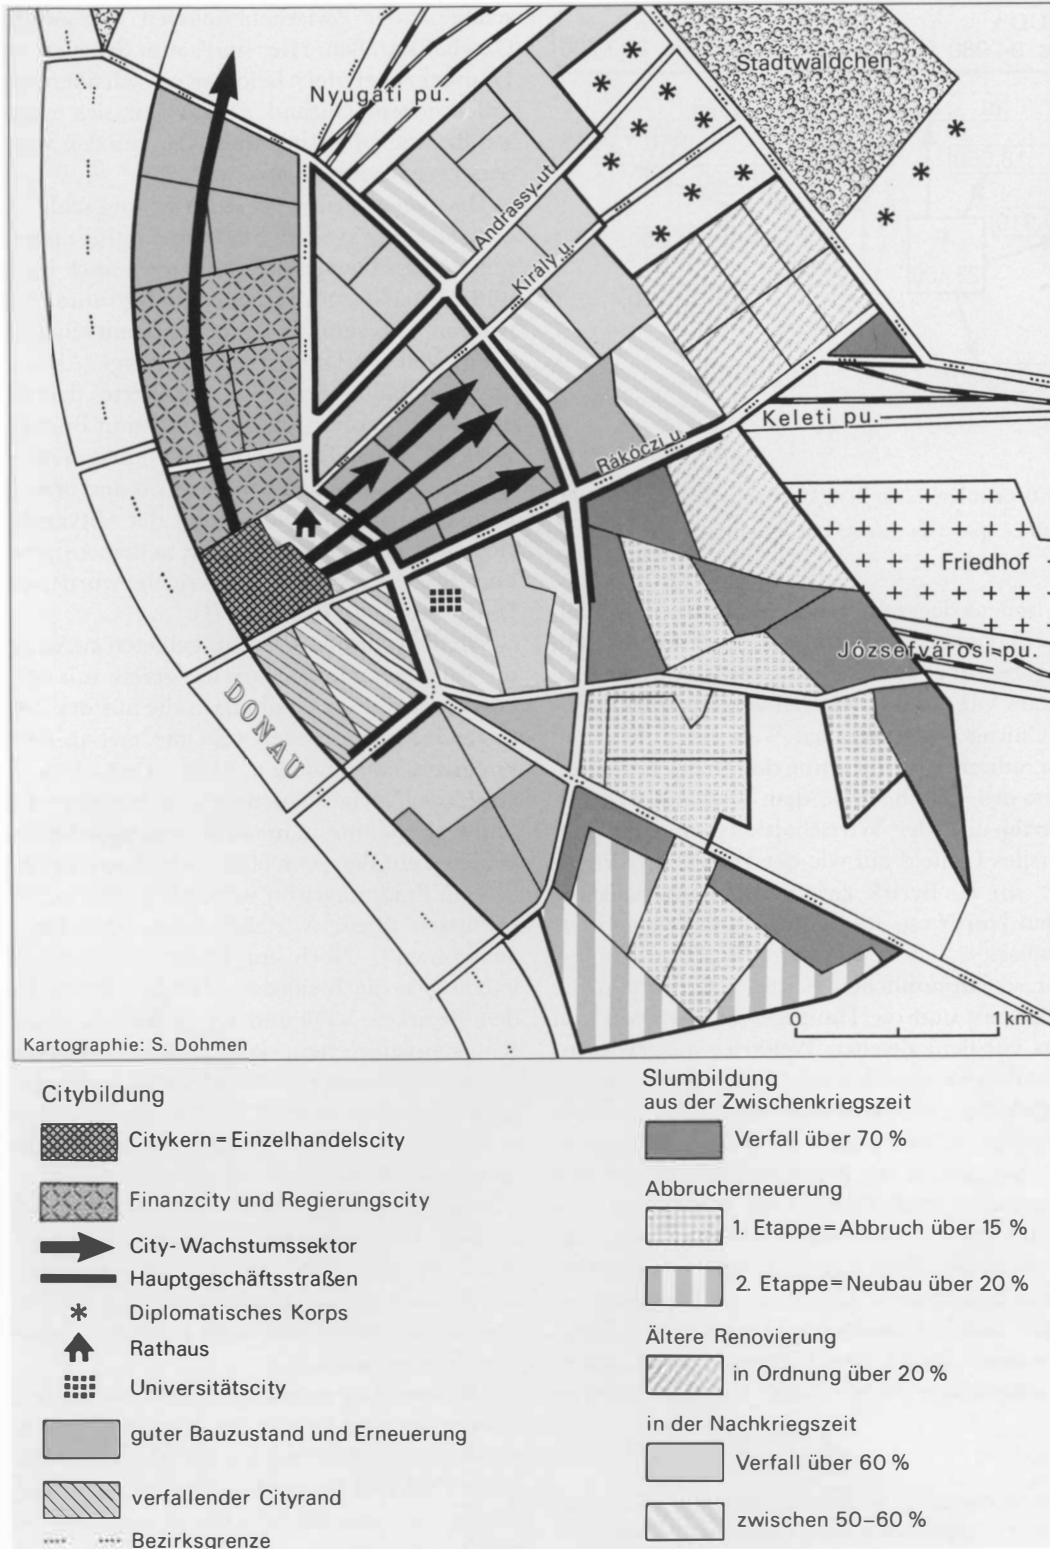 Stadtwäldchen
Nyugati pu.
Andrassy ut
Király u.
Keleti pu.
Rákóczi u.
Friedhof
Józsefvárosi-pu.
DONAU
0 1 km
Kartographie: S. Dohmen
Citybildung
Citykern = Einzelhandelscity
Finanzcity und Regierungscity
City-Wachstumssektor
Hauptgeschäftsstraßen
Diplomatisches Korps
Rathaus
Universitätscity
guter Bauzustand und Erneuerung
verfallender Cityrand
Bezirksgrenze
Slumbildung
aus der Zwischenkriegszeit
Verfall über 70 %
Abbrucherneuerung
1. Etappe = Abbruch über 15 %
2. Etappe = Neubau über 20 %
Ältere Renovierung
in Ordnung über 20 %
in der Nachkriegszeit
Verfall über 60 %
zwischen 50–60 %